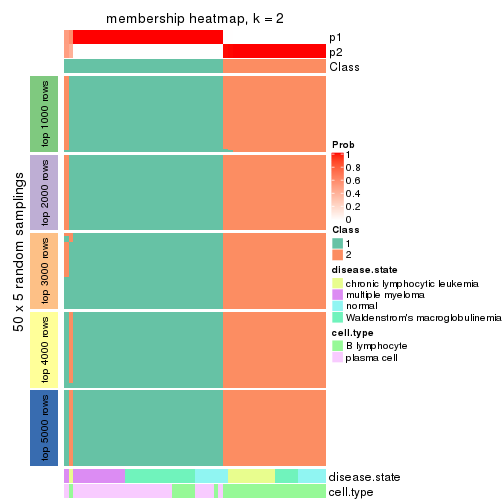 membership heatmap, k = 2
p1
p2
Class
50 x 5 random samplings
top 1000 rows
top 2000 rows
top 3000 rows
top 4000 rows
top 5000 rows
Prob
1
0.8
0.6
0.4
0.2
0
Class
1
2
disease.state
chronic lymphocytic leukemia
multiple myeloma
normal
Waldenstrom's macroglobulinemia
cell.type
B lymphocyte
plasma cell
disease.state
cell.type